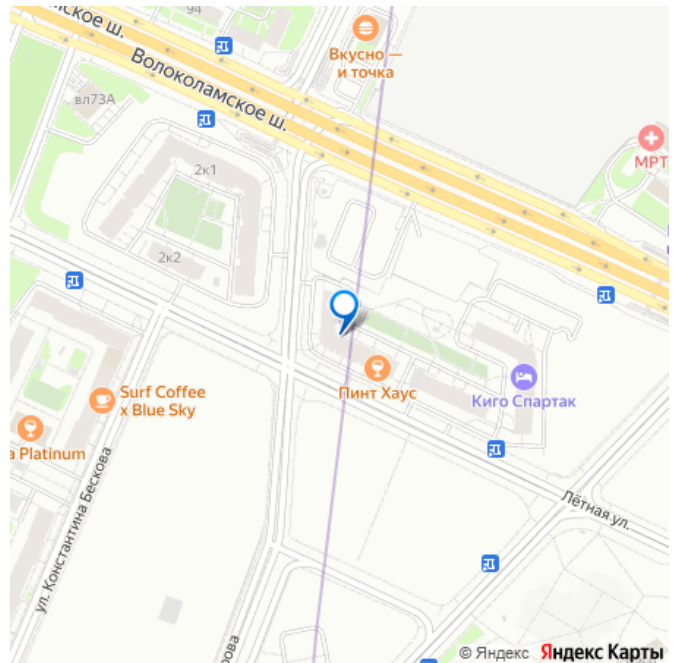 мское ш.
94
Вкусно —
и точка
Волоколамское ш.
вл73А
2к1
МРТ
2к2
Surf Coffee
x Blue Sky
Пинт Хаус
Киго Спартак
a Platinum
ул. Константина Бескова
Лётная ул.
рова
© Яндекс Яндекс Карты